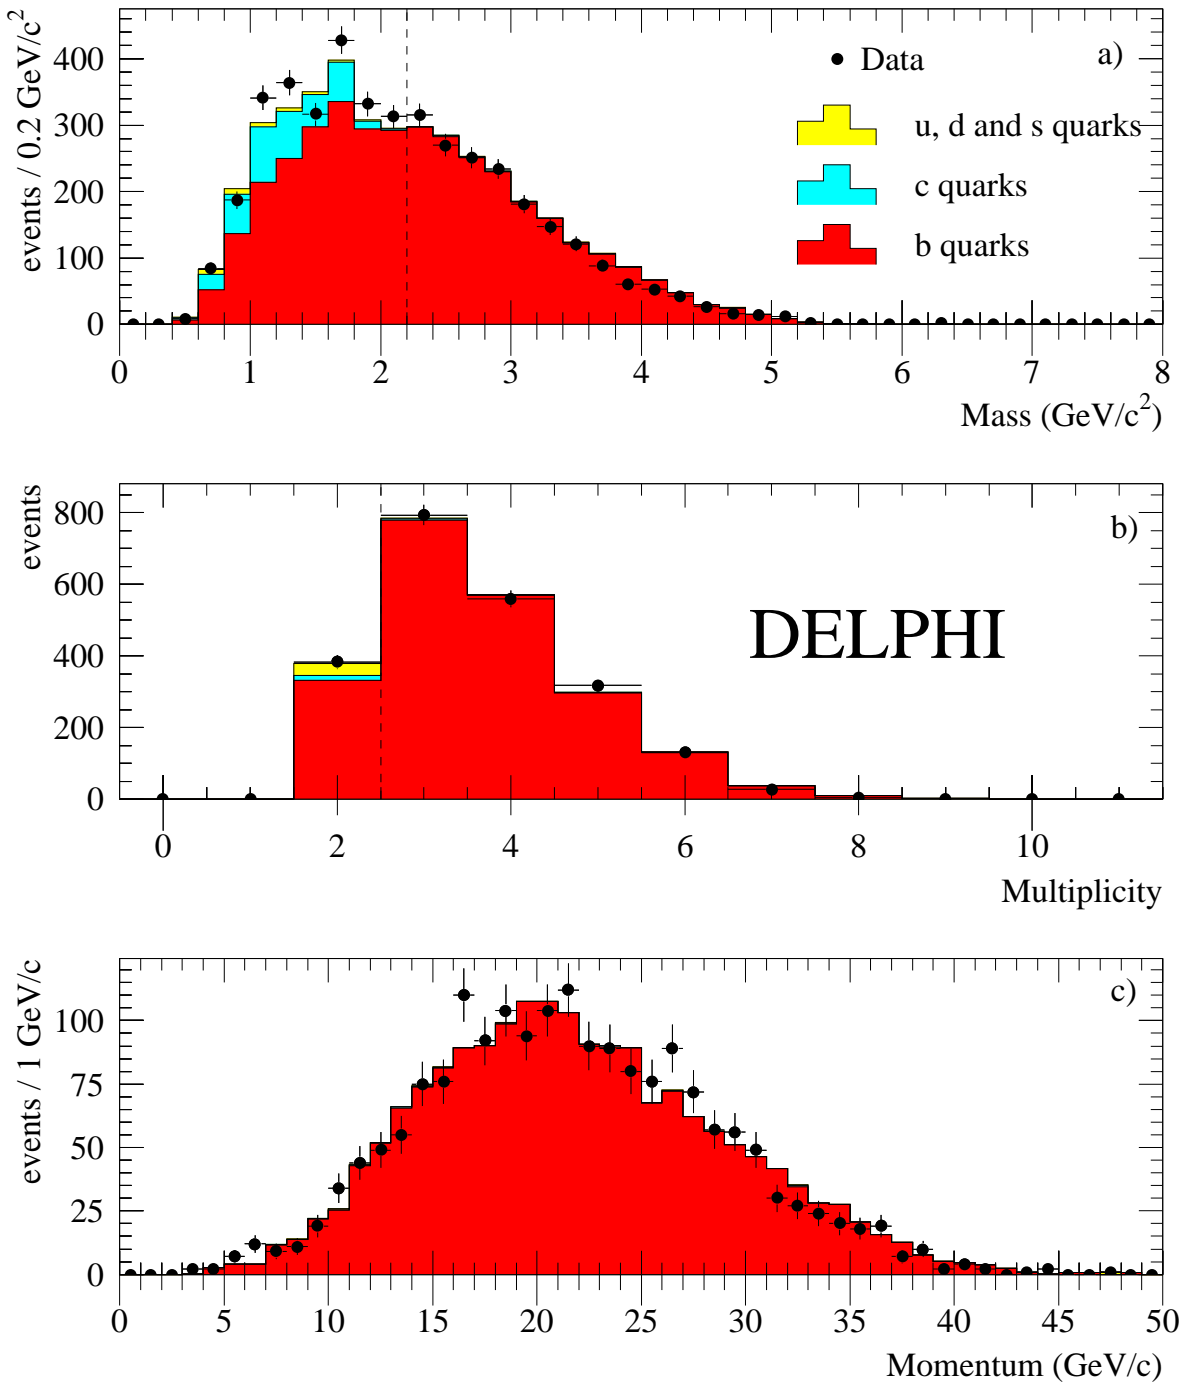 events / 0.2 GeV/c²
400
300
200
100
0
a)
Data
u, d and s quarks
c quarks
b quarks
0 1 2 3 4 5 6 7 8
Mass (GeV/c²)
events
800
600
400
200
0
b)
DELPHI
0 2 4 6 8 10
Multiplicity
events / 1 GeV/c
100
75
50
25
0
c)
0 5 10 15 20 25 30 35 40 45 50
Momentum (GeV/c)